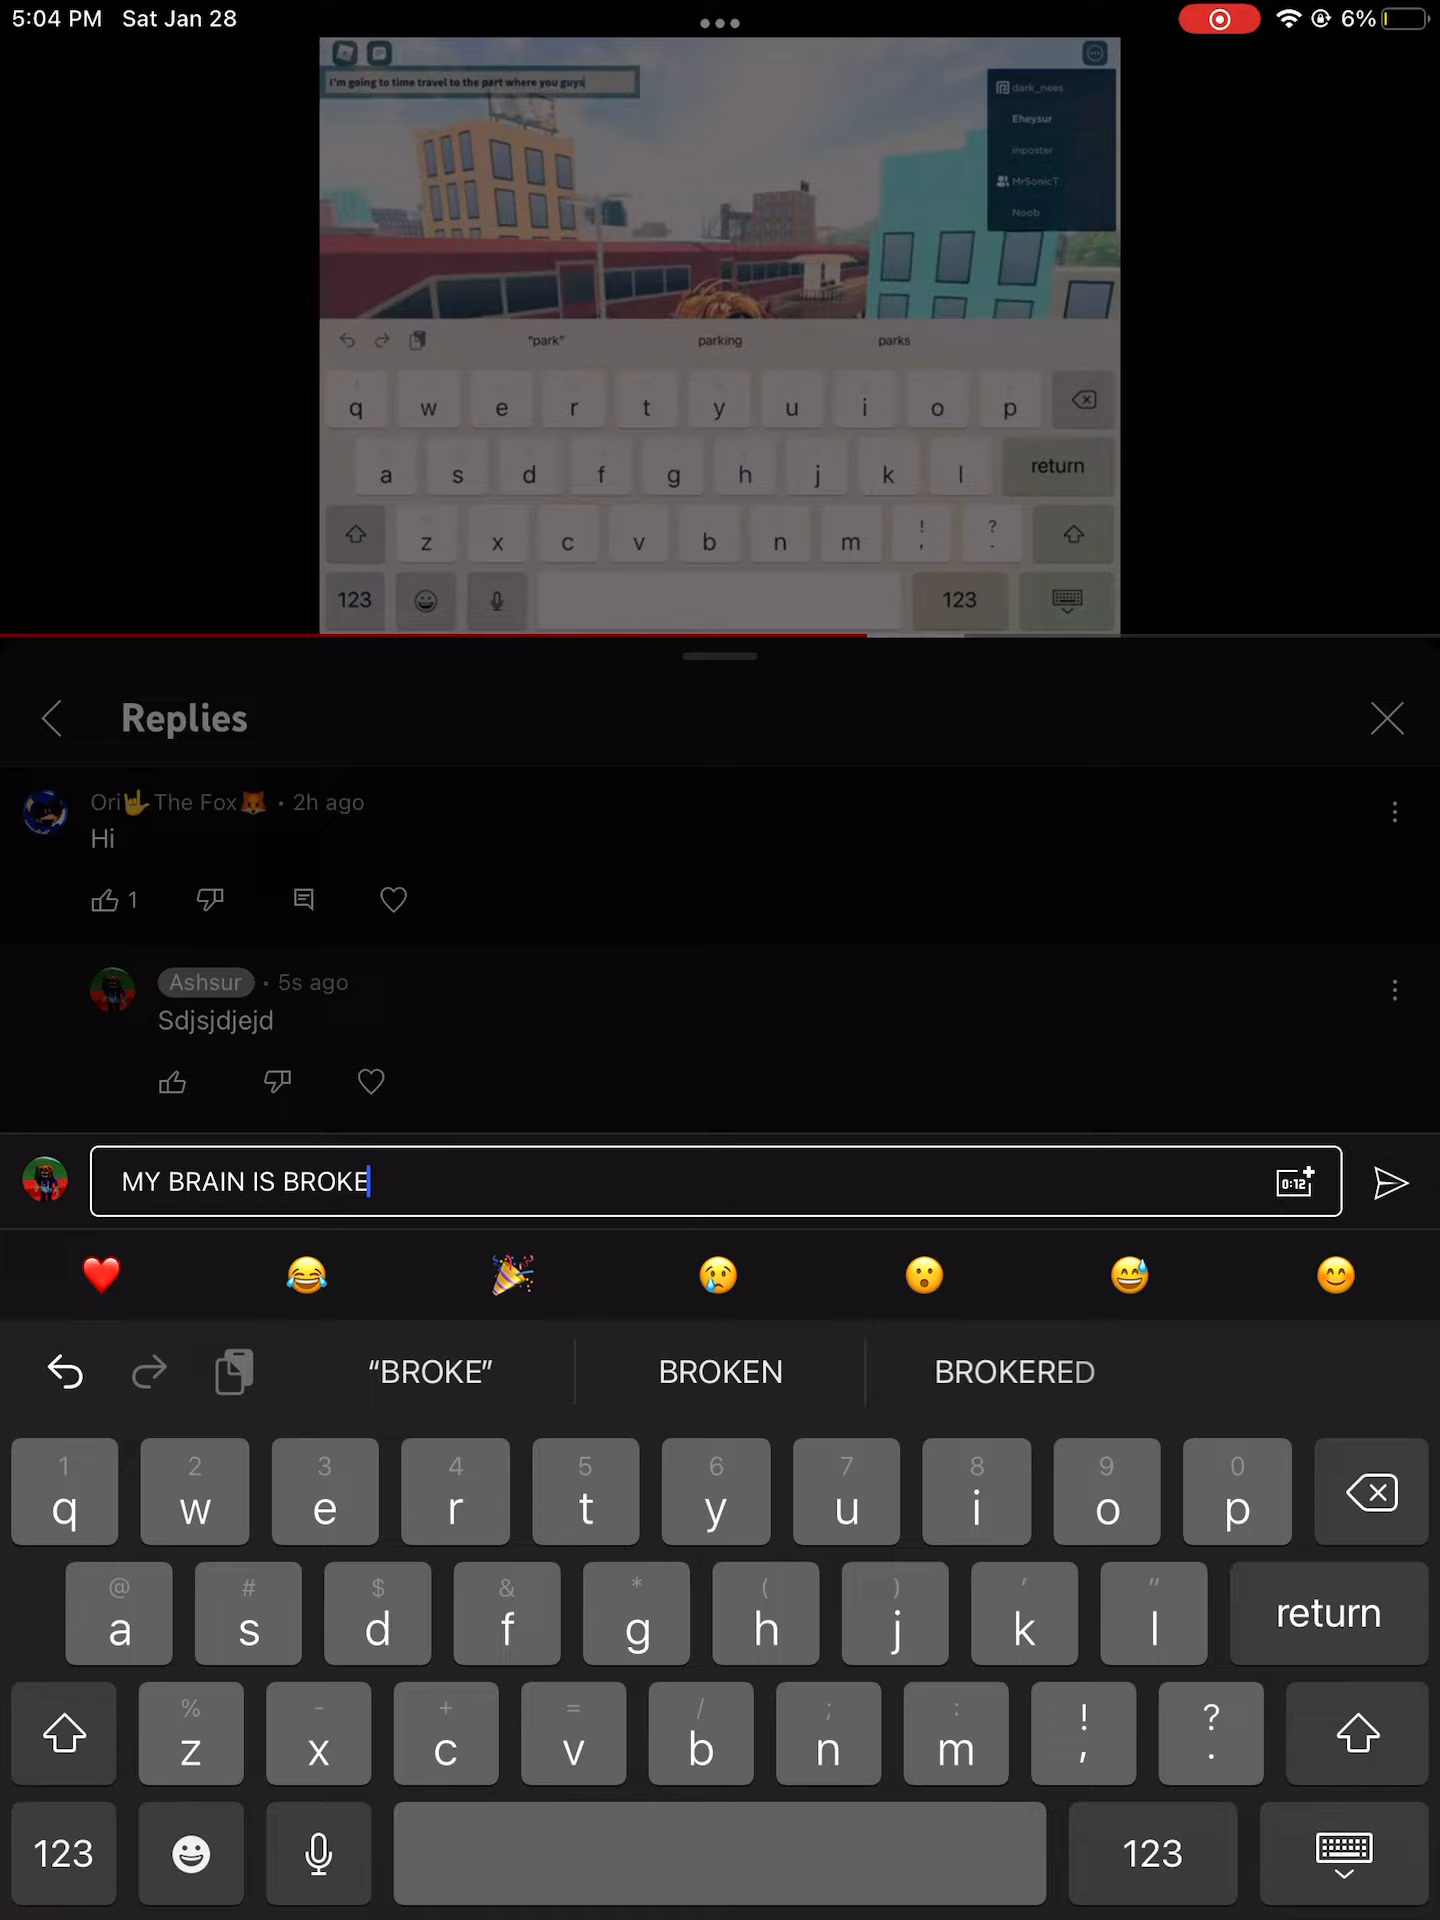 5:04 PM Sat Jan 28
6%
I'm going to time travel to the part where you guys
dark_nees
Eheysur
inposter
MrSonicT
Noob
"park" parking parks
q w e r t y u i o p
a s d f g h j k l return
z x c v b n m ! , ? .
123 123
Replies
Ori🤟The Fox🦊 • 2h ago
Hi
1
Ashsur • 5s ago
Sdjsjdjejd
MY BRAIN IS BROKE
0:12
“BROKE” BROKEN BROKERED
1 2 3 4 5 6 7 8 9 0
q w e r t y u i o p
@ # $ & * ( ) ' "
a s d f g h j k l return
% - + = / ; : ! ?
z x c v b n m , .
123 123